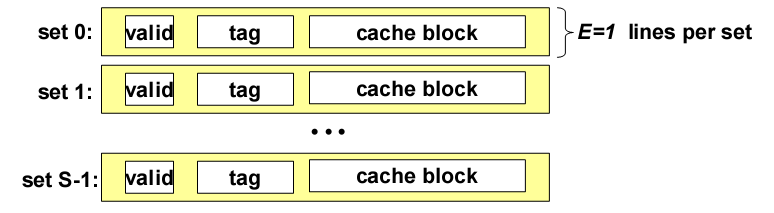 set 0: valid tag cache block E=1 lines per set
set 1: valid tag cache block
...
set S-1: valid tag cache block